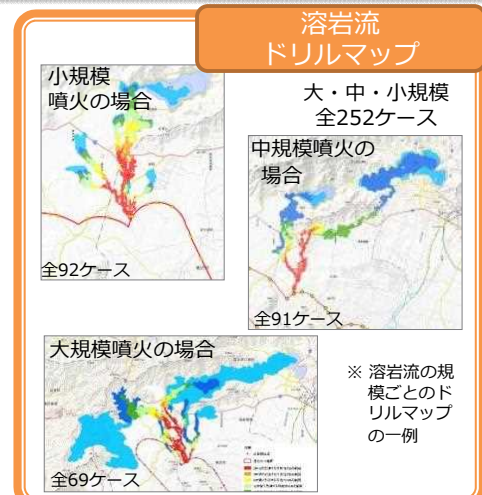 溶岩流
ドリルマップ
小規模
噴火の場合
全92ケース
大・中・小規模
全252ケース
中規模噴火の
場合
全91ケース
大規模噴火の場合
全69ケース
※ 溶岩流の規
模ごとのド
リルマップ
の一例